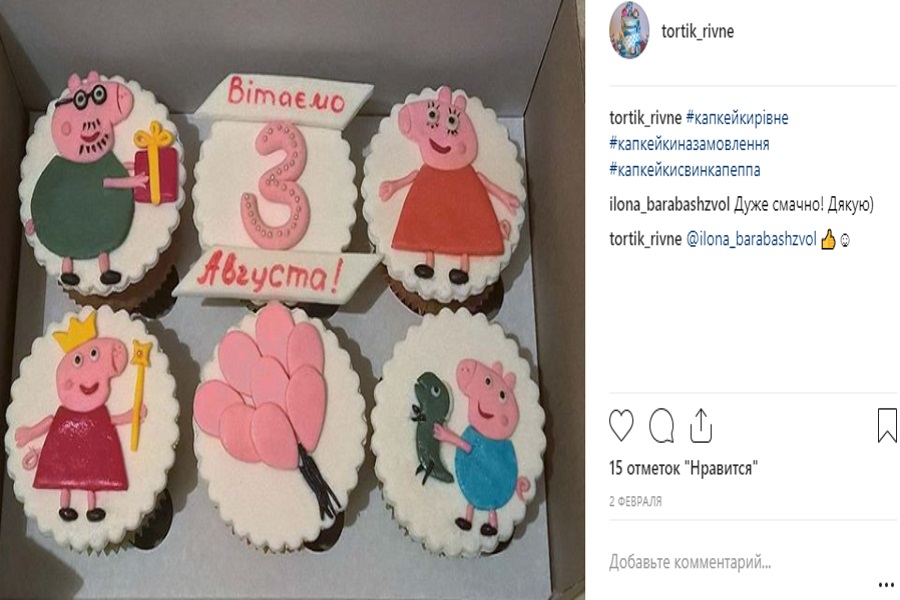 Вітаємо
3
Августа!
tortik_rivne
tortik_rivne #капкейкирівне
#капкейкиназамовлення
#капкейкисвинкапеппа
ilona_barabashzvol Дуже смачно! Дякую)
tortik_rivne @ilona_barabashzvol 👍☺
15 отметок "Нравится"
2 ФЕВРАЛЯ
Добавьте комментарий...